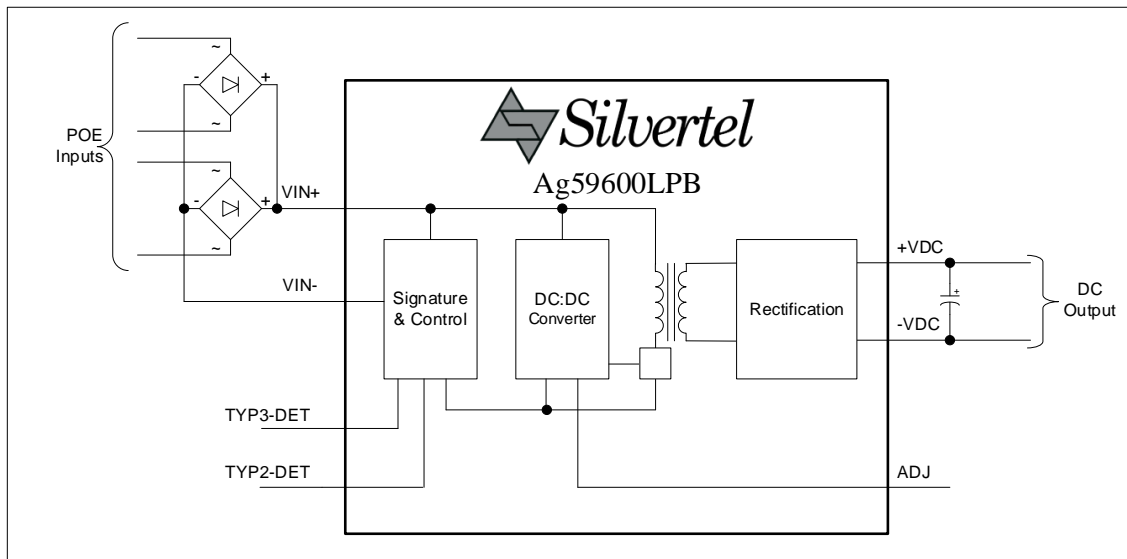 POE
Inputs
~
-
+
~
~
-
+
~
VIN+
VIN-
Silvertel
Ag59600LPB
Signature
& Control
DC:DC
Converter
Rectification
+VDC
+
-VDC
DC
Output
TYP3-DET
TYP2-DET
ADJ